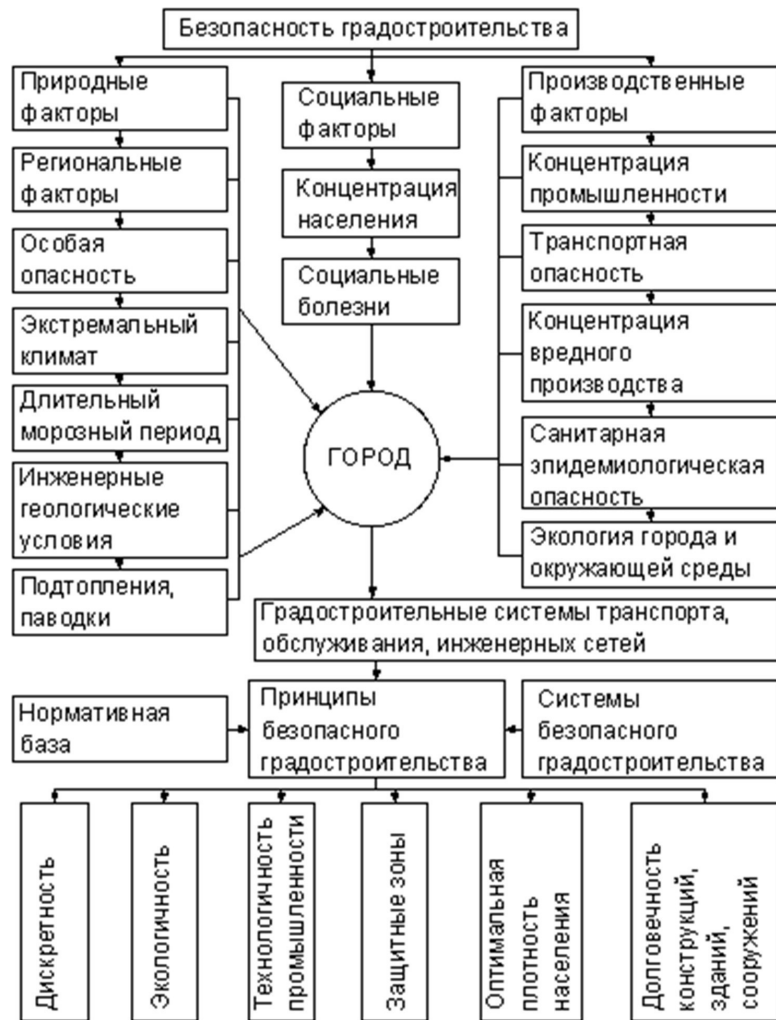 Безопасность градостроительства
Природные
факторы
Региональные
факторы
Особая
опасность
Экстремальный
климат
Длительный
морозный период
Инженерные
геологические
условия
Подтопления,
паводки
Социальные
факторы
Концентрация
населения
Социальные
болезни
Производственные
факторы
Концентрация
промышленности
Транспортная
опасность
Концентрация
вредного
производства
Санитарная
эпидемиологическая
опасность
Экология города и
окружающей среды
ГОРОД
Градостроительные системы транспорта,
обслуживания, инженерных сетей
Нормативная
база
Принципы
безопасного
градостроительства
Системы
безопасного
градостроительства
Дискретность
Экологичность
Технологичность
промышленности
Защитные зоны
Оптимальная
плотность
населения
Долговечность
конструкций,
зданий,
сооружений